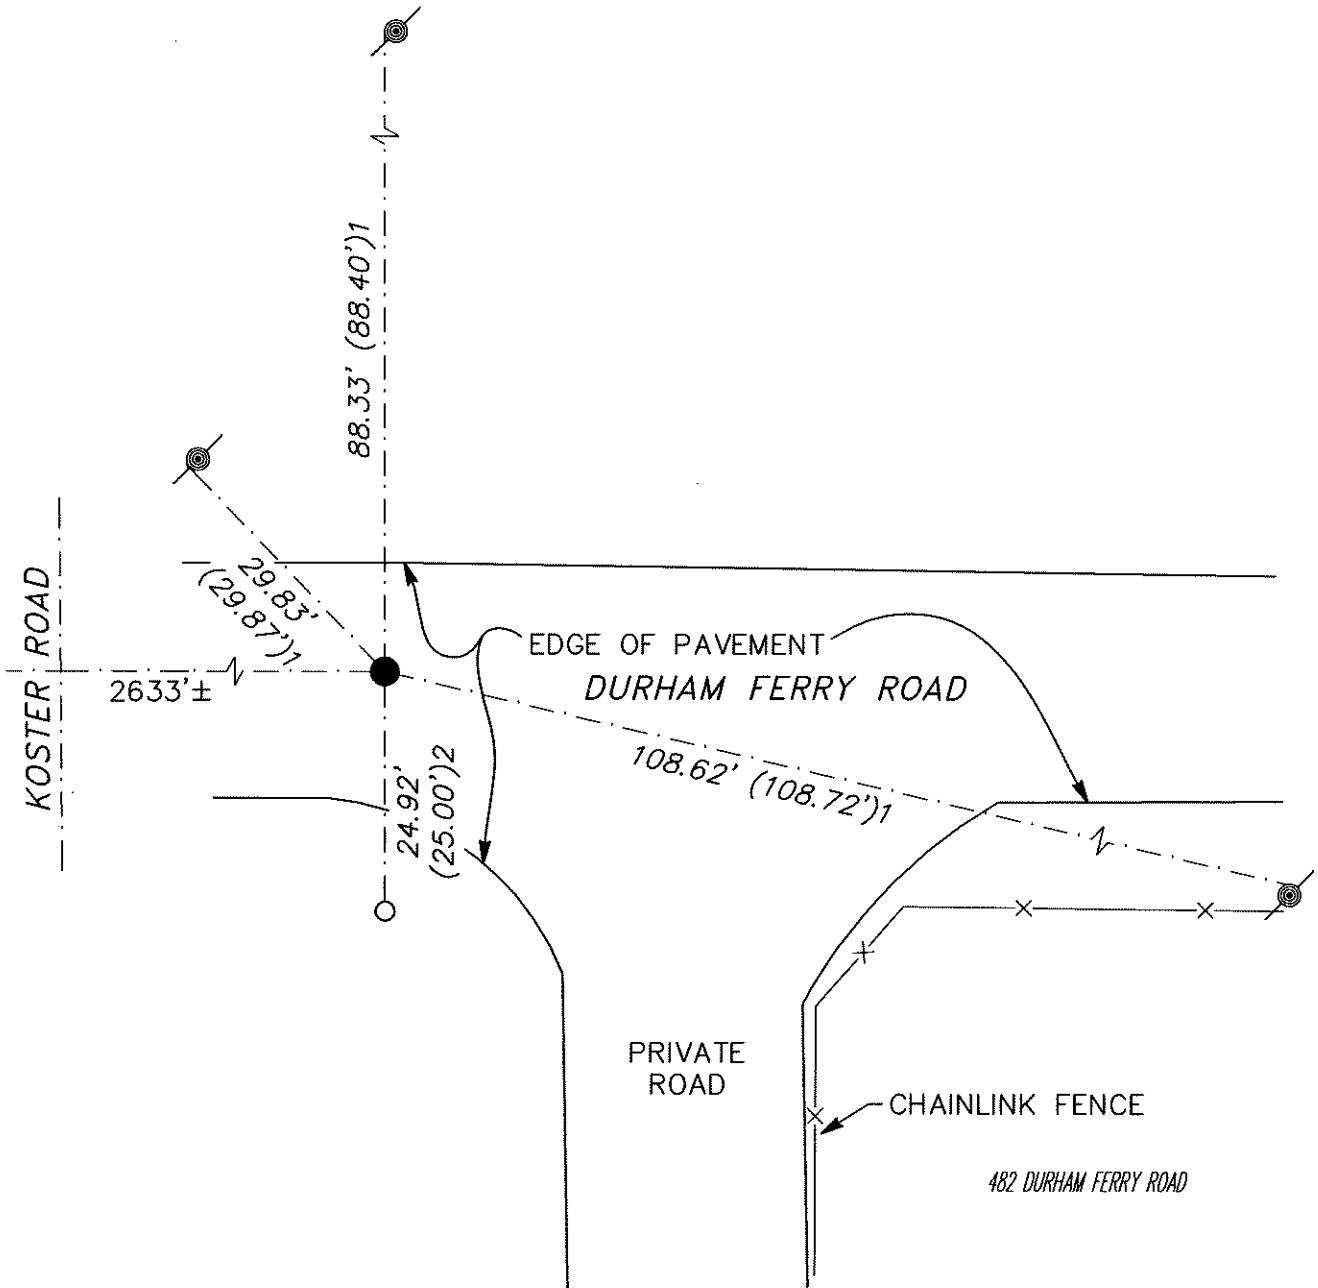 88.33' (88.40')1
29.83'
(29.87')1
KOSTER ROAD
2633'±
EDGE OF PAVEMENT
DURHAM FERRY ROAD
108.62' (108.72')1
24.92'
(25.00')2
PRIVATE
ROAD
CHAINLINK FENCE
482 DURHAM FERRY ROAD